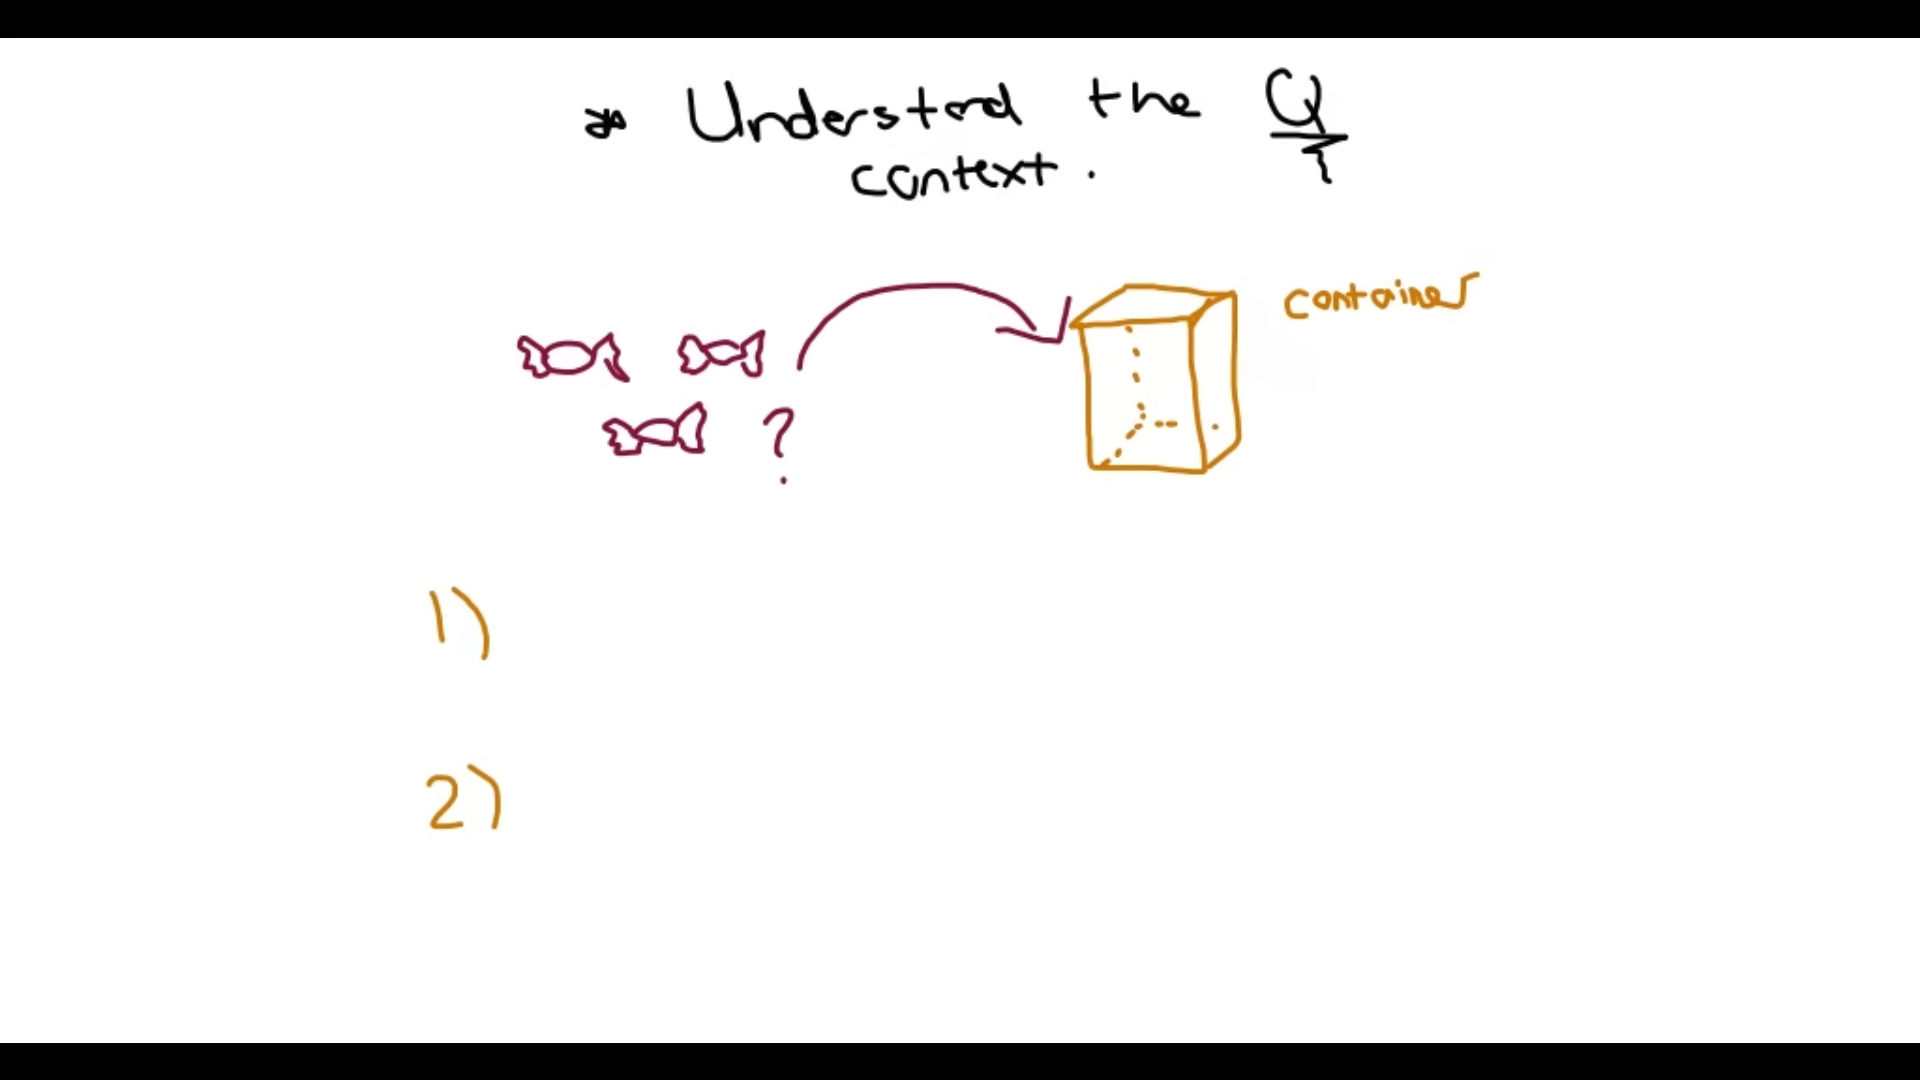 * Understand the Q
context.
container
?
1)
2)